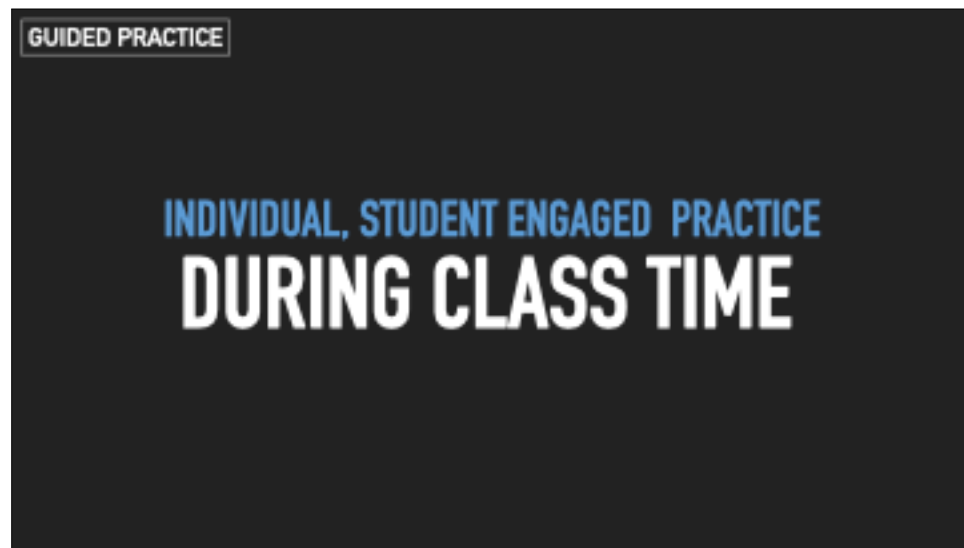 GUIDED PRACTICE
INDIVIDUAL, STUDENT ENGAGED PRACTICE
DURING CLASS TIME